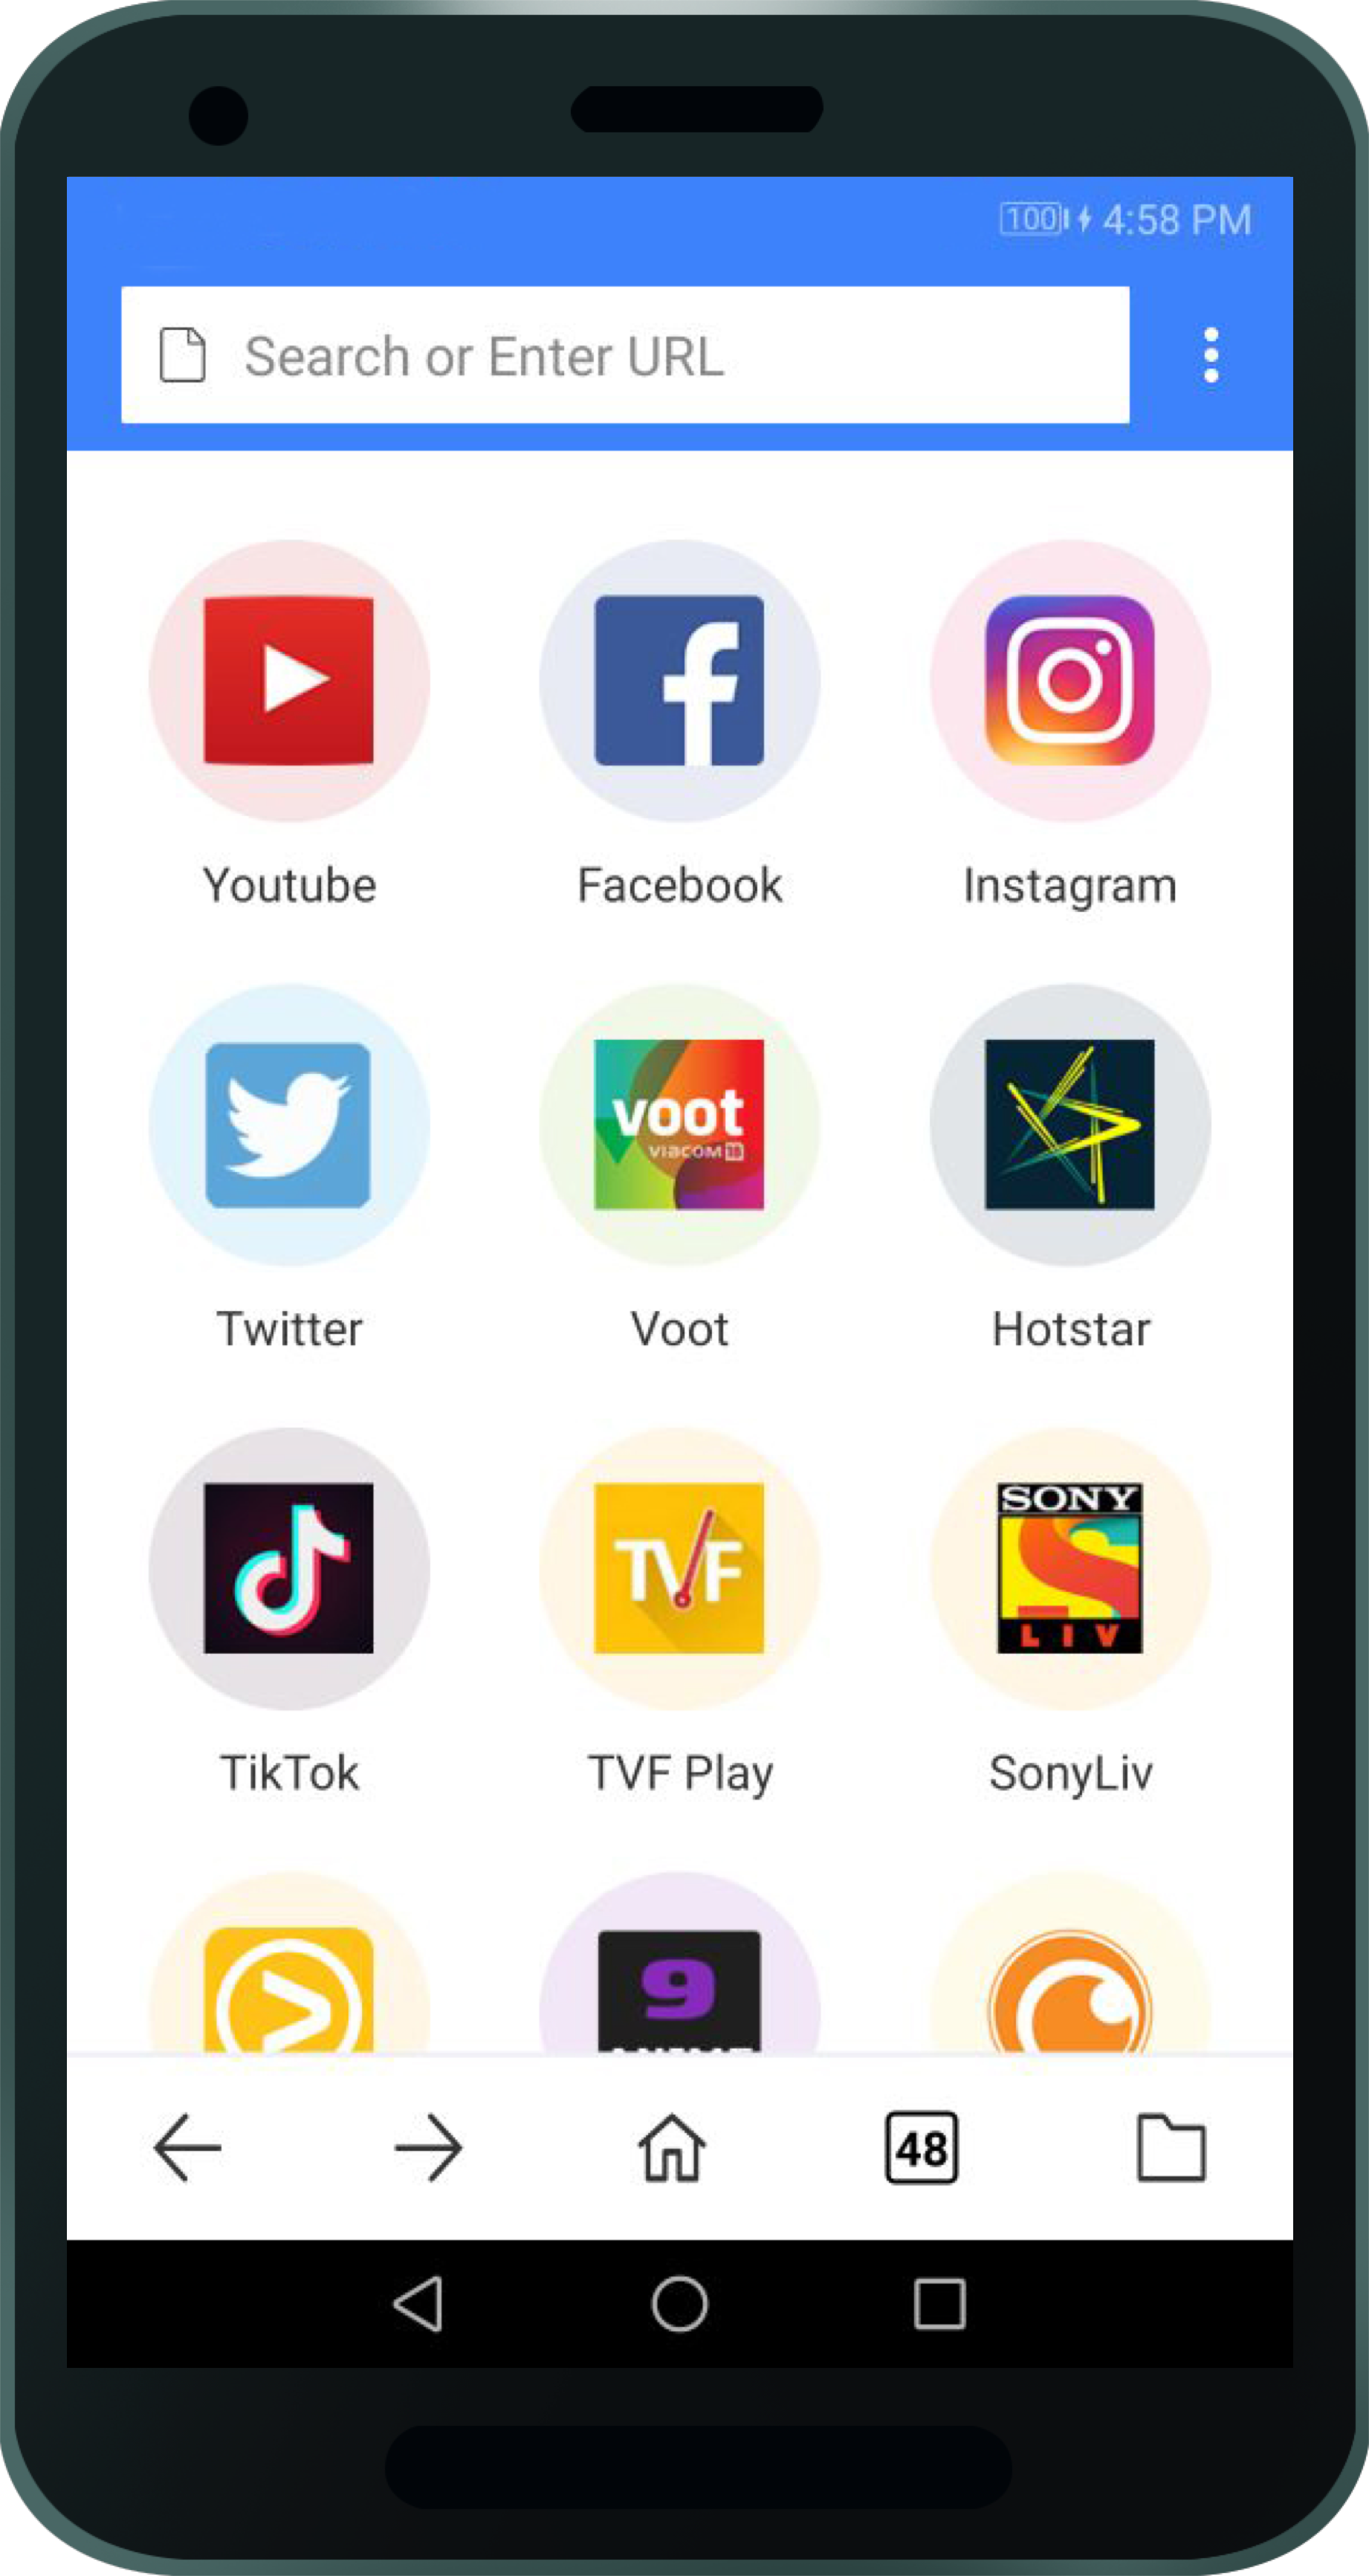 100 4:58 PM
Search or Enter URL
Youtube Facebook Instagram
voot
VIACOM18
Twitter Voot Hotstar
TVF
SONY
LIV
TikTok TVF Play SonyLiv
9
48